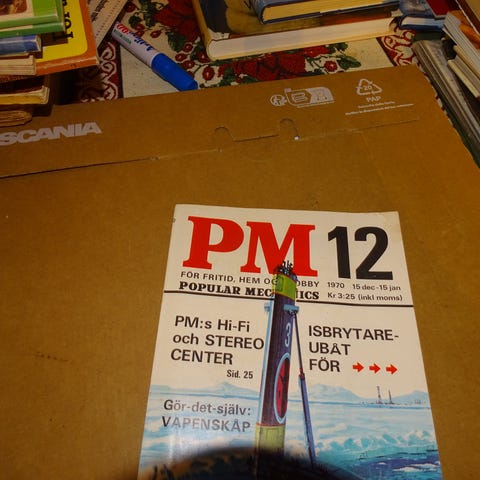 SCANIA
20
PAP
PM 12
FÖR FRITID, HEM OCH HOBBY
1970 15 dec-15 jan
POPULAR MECHANICS
Kr 3:25 (inkl moms)
PM:s Hi-Fi
och STEREO
CENTER
Sid. 25
ISBRYTARE-
UBÅT
FÖR
Gör-det-själv:
VAPENSKÅP
3